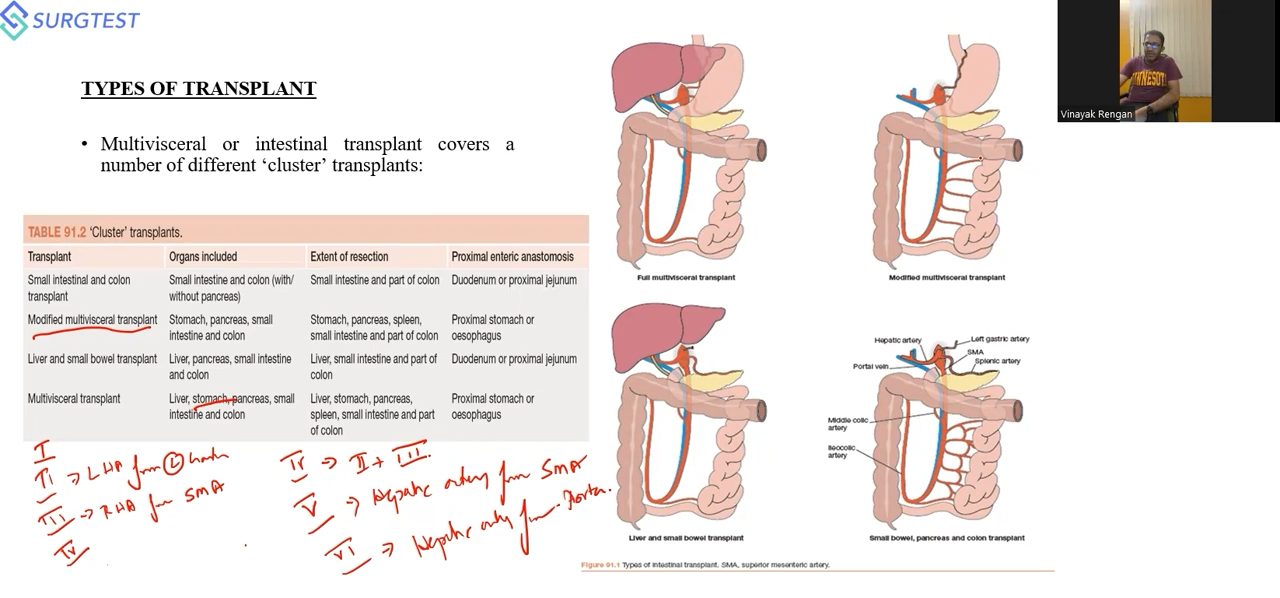 SURGTEST
TYPES OF TRANSPLANT
• Multivisceral or intestinal transplant covers a
number of different ‘cluster’ transplants:
TABLE 91.2 ‘Cluster’ transplants.
Transplant Organs included Extent of resection Proximal enteric anastomosis
Small intestinal and colon Small intestine and colon (with/ Small intestine and part of colon Duodenum or proximal jejunum
transplant without pancreas)
Modified multivisceral transplant Stomach, pancreas, small Stomach, pancreas, spleen, Proximal stomach or
intestine and colon small intestine and part of colon oesophagus
Liver and small bowel transplant Liver, pancreas, small intestine Liver, small intestine and part of Duodenum or proximal jejunum
and colon colon
Multivisceral transplant Liver, stomach, pancreas, small Liver, stomach, pancreas, Proximal stomach or
intestine and colon spleen, small intestine and part oesophagus
of colon
I
II => LHA from (L)
III => RHA from SMA
IV
IV => II + III.
V => Hepatic artery from SMA
VI => Hepatic artery from Aorta.
Full multivisceral transplant
Modified multivisceral transplant
Liver and small bowel transplant
Hepatic artery
Left gastric artery
SMA
Splenic artery
Portal vein
Middle colic
artery
Ileocolic
artery
Small bowel, pancreas and colon transplant
Figure 91.1 Types of intestinal transplant. SMA, superior mesenteric artery.
MINNESOT
Vinayak Rengan